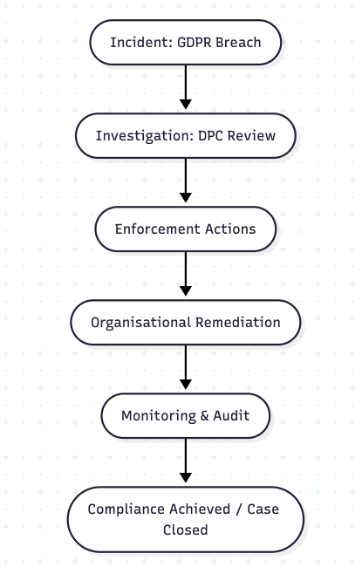 Incident: GDPR Breach
Investigation: DPC Review
Enforcement Actions
Organisational Remediation
Monitoring & Audit
Compliance Achieved / Case
Closed